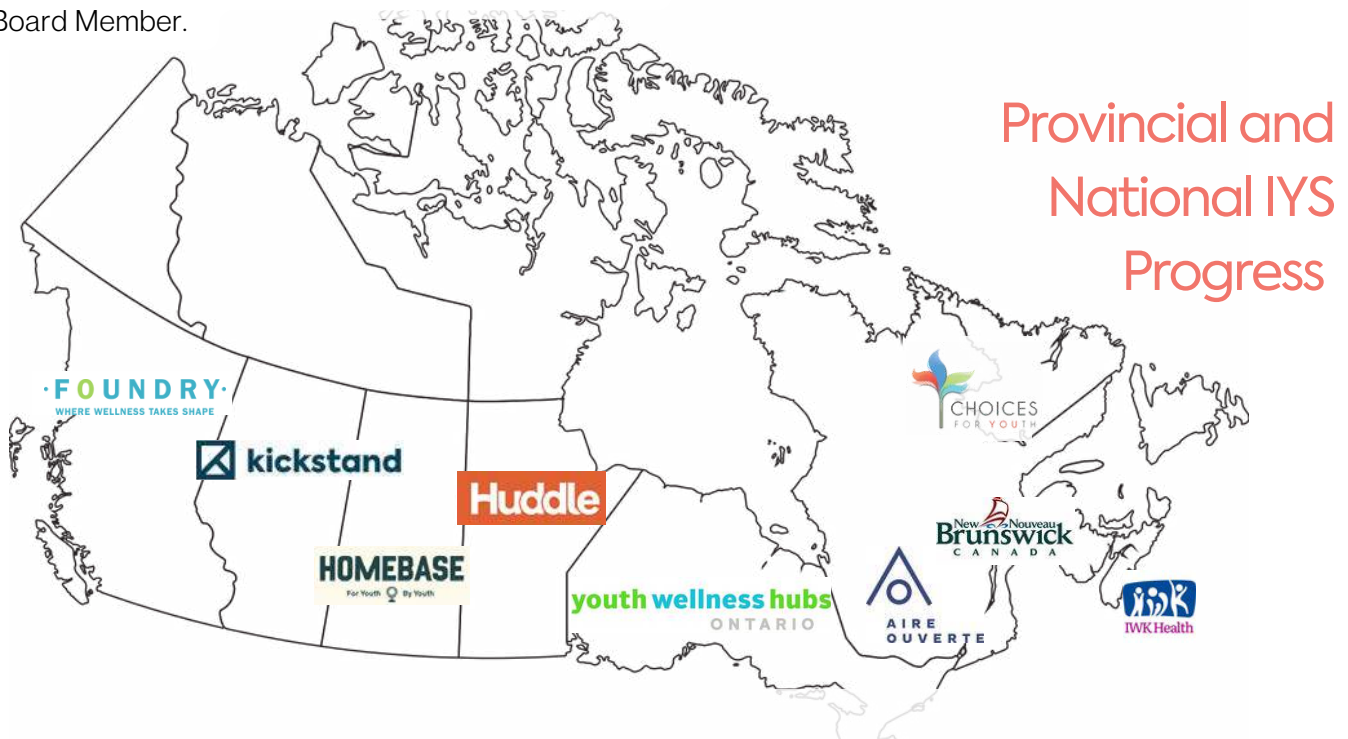 Board Member.
Provincial and
National IYS
Progress
·FOUNDRY·
WHERE WELLNESS TAKES SHAPE
kickstand
Huddle
HOMEBASE
For Youth By Youth
youth wellness hubs
ONTARIO
AIRE
OUVERTE
CHOICES
FOR YOUTH
New Nouveau
Brunswick
CANADA
IWK
IWK Health